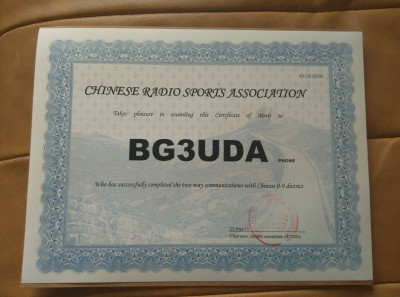 CHINESE RADIO SPORTS ASSOCIATION
Takes pleasure in awarding this Certificate of Merit to
BG3UDA PHONE
Who has successfully completed the two way communications with Chinese 0-9 district
Chairman,